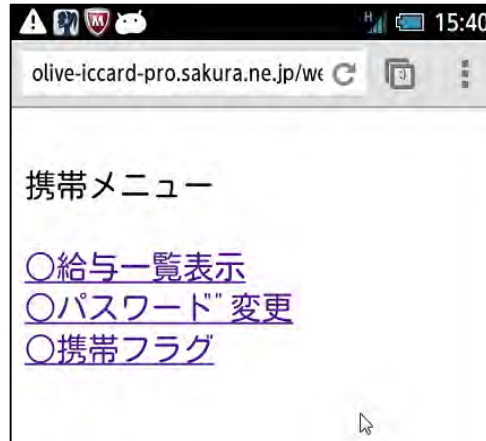 H 15:40
olive-iccard-pro.sakura.ne.jp/we
携帯メニュー
○給与一覧表示
○パスワード゛変更
○携帯フラグ